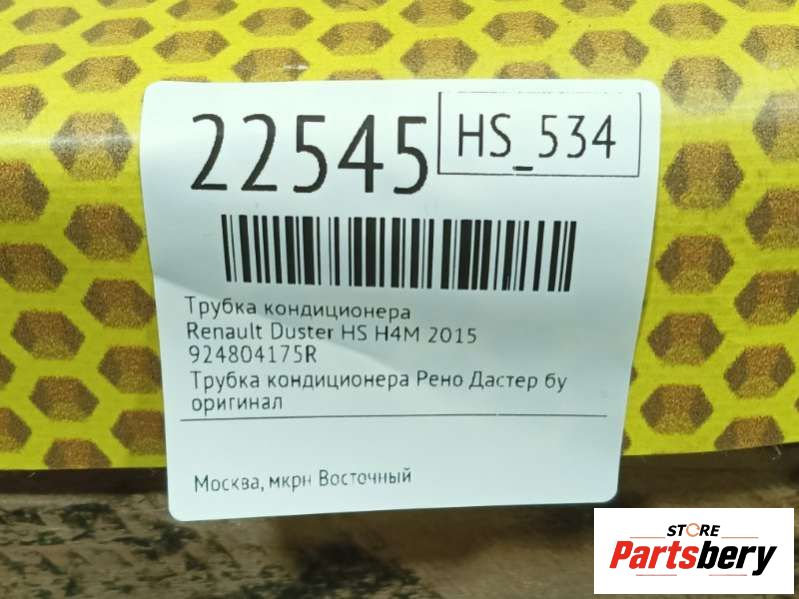 22545
HS_534
Трубка кондиционера
Renault Duster HS H4M 2015
924804175R
Трубка кондиционера Рено Дастер бу
оригинал
Москва, мкрн Восточный
STORE
Partsbery